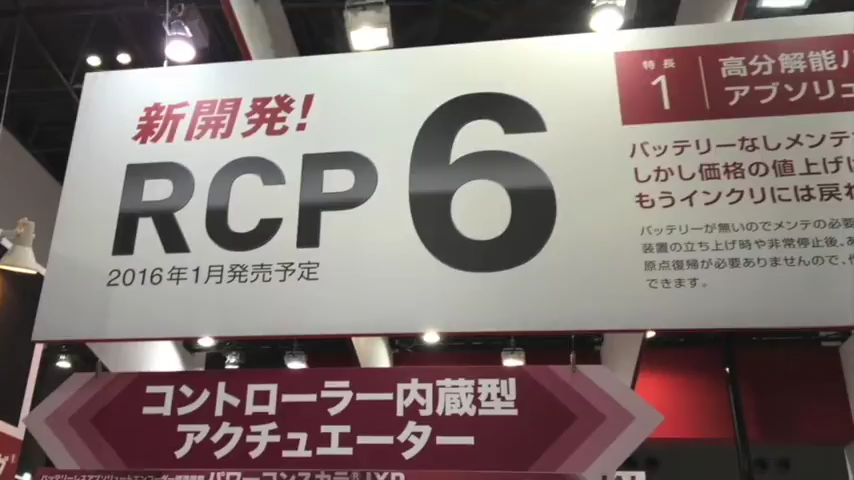 新開発!
RCP6
2016年1月発売予定
特長
1
高分解能
アブソリュ
バッテリーなしメンテ
しかし価格の値上げ
もうインクリには戻
バッテリーが無いのでメンテの必要
装置の立ち上げ時や非常停止後、
原点復帰が必要ありませんので、
できます。
コントローラー内蔵型
アクチュエーター